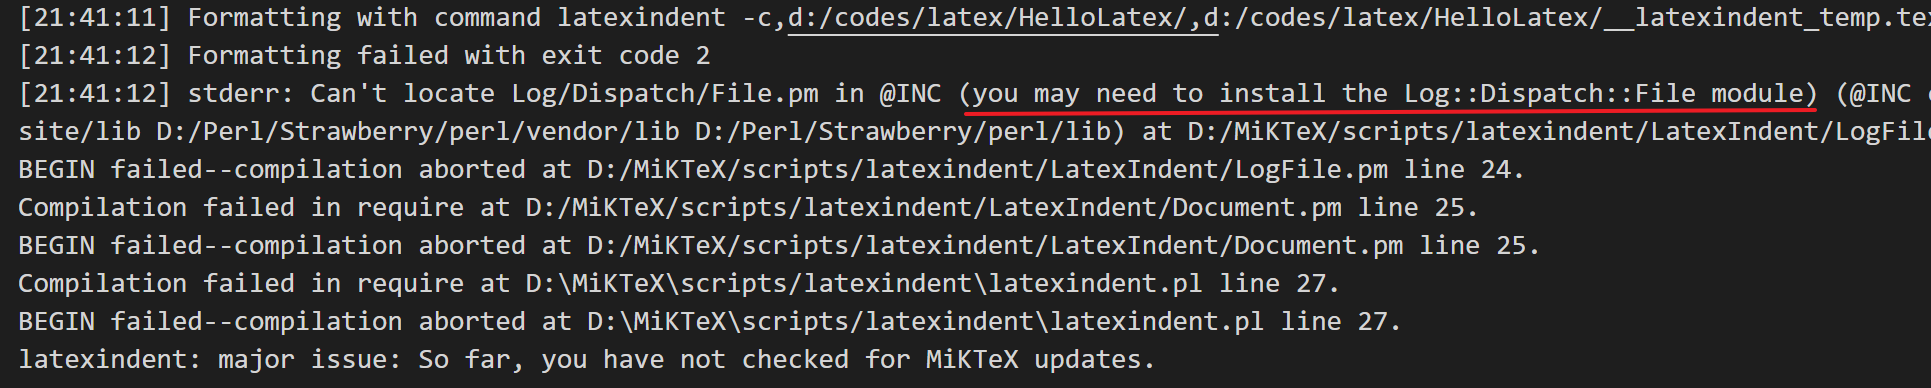 [21:41:11] Formatting with command latexindent -c,d:/codes/latex/HelloLatex/,d:/codes/latex/HelloLatex/__latexindent_temp.te
[21:41:12] Formatting failed with exit code 2
[21:41:12] stderr: Can't locate Log/Dispatch/File.pm in @INC (you may need to install the Log::Dispatch::File module) (@INC
site/lib D:/Perl/Strawberry/perl/vendor/lib D:/Perl/Strawberry/perl/lib) at D:/MiKTeX/scripts/latexindent/LatexIndent/LogFil
BEGIN failed--compilation aborted at D:/MiKTeX/scripts/latexindent/LatexIndent/LogFile.pm line 24.
Compilation failed in require at D:/MiKTeX/scripts/latexindent/LatexIndent/Document.pm line 25.
BEGIN failed--compilation aborted at D:/MiKTeX/scripts/latexindent/LatexIndent/Document.pm line 25.
Compilation failed in require at D:\MiKTeX\scripts/latexindent\latexindent.pl line 27.
BEGIN failed--compilation aborted at D:\MiKTeX\scripts/latexindent\latexindent.pl line 27.
latexindent: major issue: So far, you have not checked for MiKTeX updates.